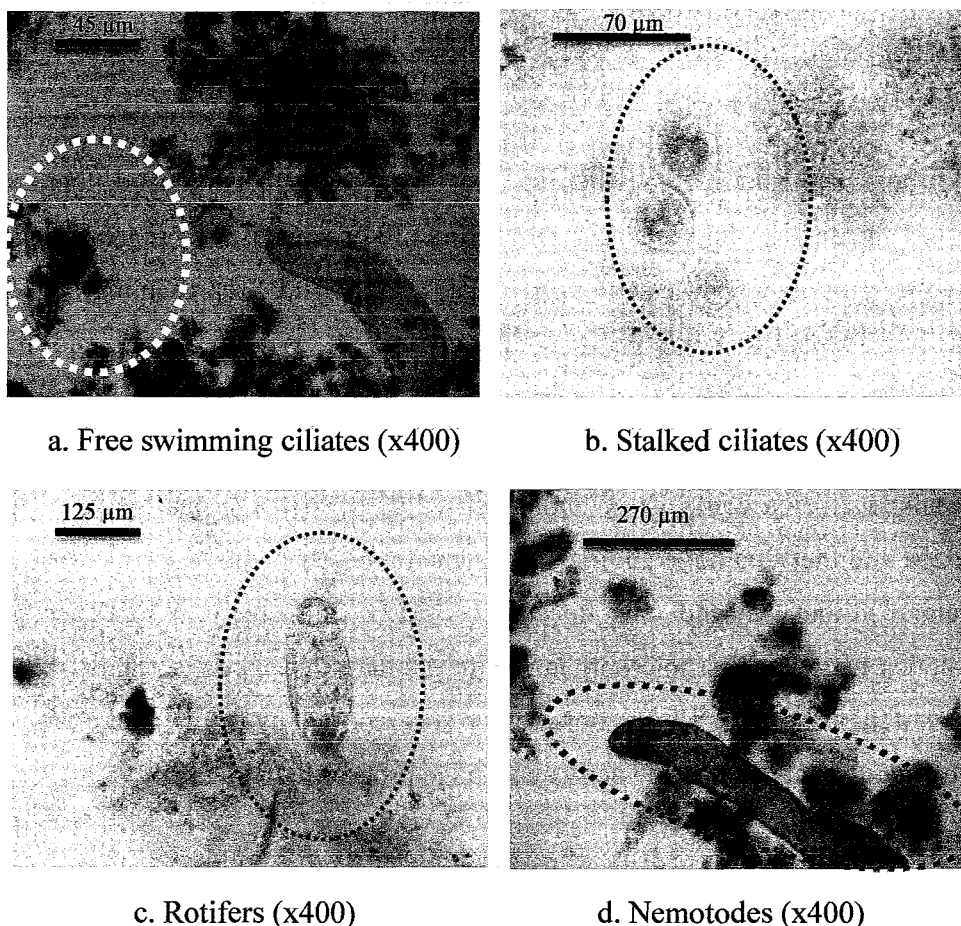 45 µm
70 µm
a. Free swimming ciliates (x400)
b. Stalked ciliates (x400)
125 µm
270 µm
c. Rotifers (x400)
d. Nemotodes (x400)